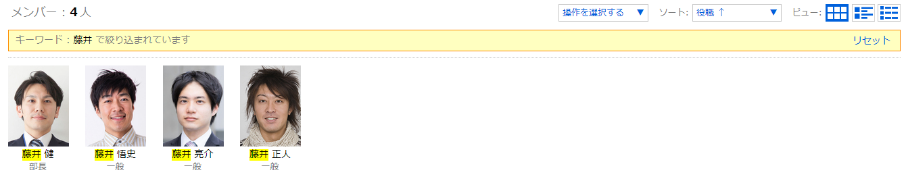 メンバー：4人 操作を選択する ▼ ソート: 役職 ↑ ▼ ビュー:
キーワード：藤井 で絞り込まれています リセット
藤井 健 藤井 悟史 藤井 亮介 藤井 正人
部長 一般 一般 一般